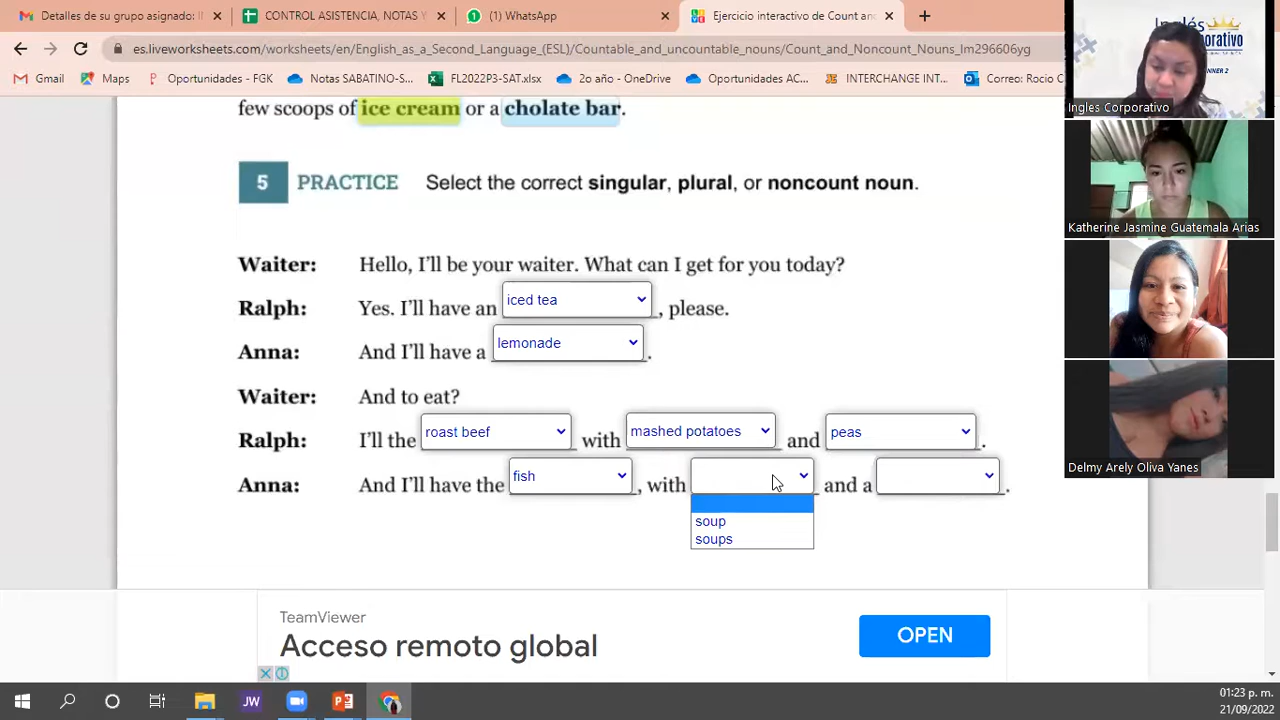 Detalles de su grupo asignado: II
CONTROL ASISTENCIA, NOTAS Y
(1) WhatsApp
Ejercicio interactivo de Count and
es.liveworksheets.com/worksheets/en/English_as_a_Second_Language_(ESL)/Countable_and_uncountable_nouns/Count_and_Noncount_Nouns_lm296606yg
Gmail
Maps
Oportunidades - FGK
Notas SABATINO-S...
FL2022P3-SAT.xlsx
2o año - OneDrive
Oportunidades AC...
INTERCHANGE INT...
Correo: Rocio C
few scoops of ice cream or a cholate bar.
5 PRACTICE Select the correct singular, plural, or noncount noun.
Waiter: Hello, I'll be your waiter. What can I get for you today?
Ralph: Yes. I'll have an iced tea, please.
Anna: And I'll have a lemonade.
Waiter: And to eat?
Ralph: I'll the roast beef with mashed potatoes and peas.
Anna: And I'll have the fish, with and a .
soup
soups
TeamViewer
Acceso remoto global
OPEN
Inglés
Ingles Corporativo
Katherine Jasmine Guatemala Arias
Delmy Arely Oliva Yanes
JW
01:23 p. m.
21/09/2022